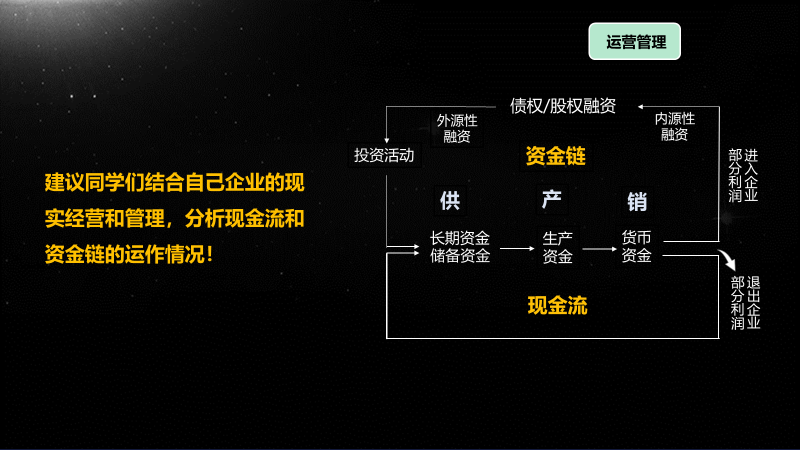 运营管理
债权/股权融资
外源性
融资
内源性
融资
投资活动
资金链
部分利润
进入企业
建议同学们结合自己企业的现
实经营和管理，分析现金流和
资金链的运作情况！
供
产
销
长期资金
储备资金
生产
资金
货币
资金
现金流
部分利润
退出企业